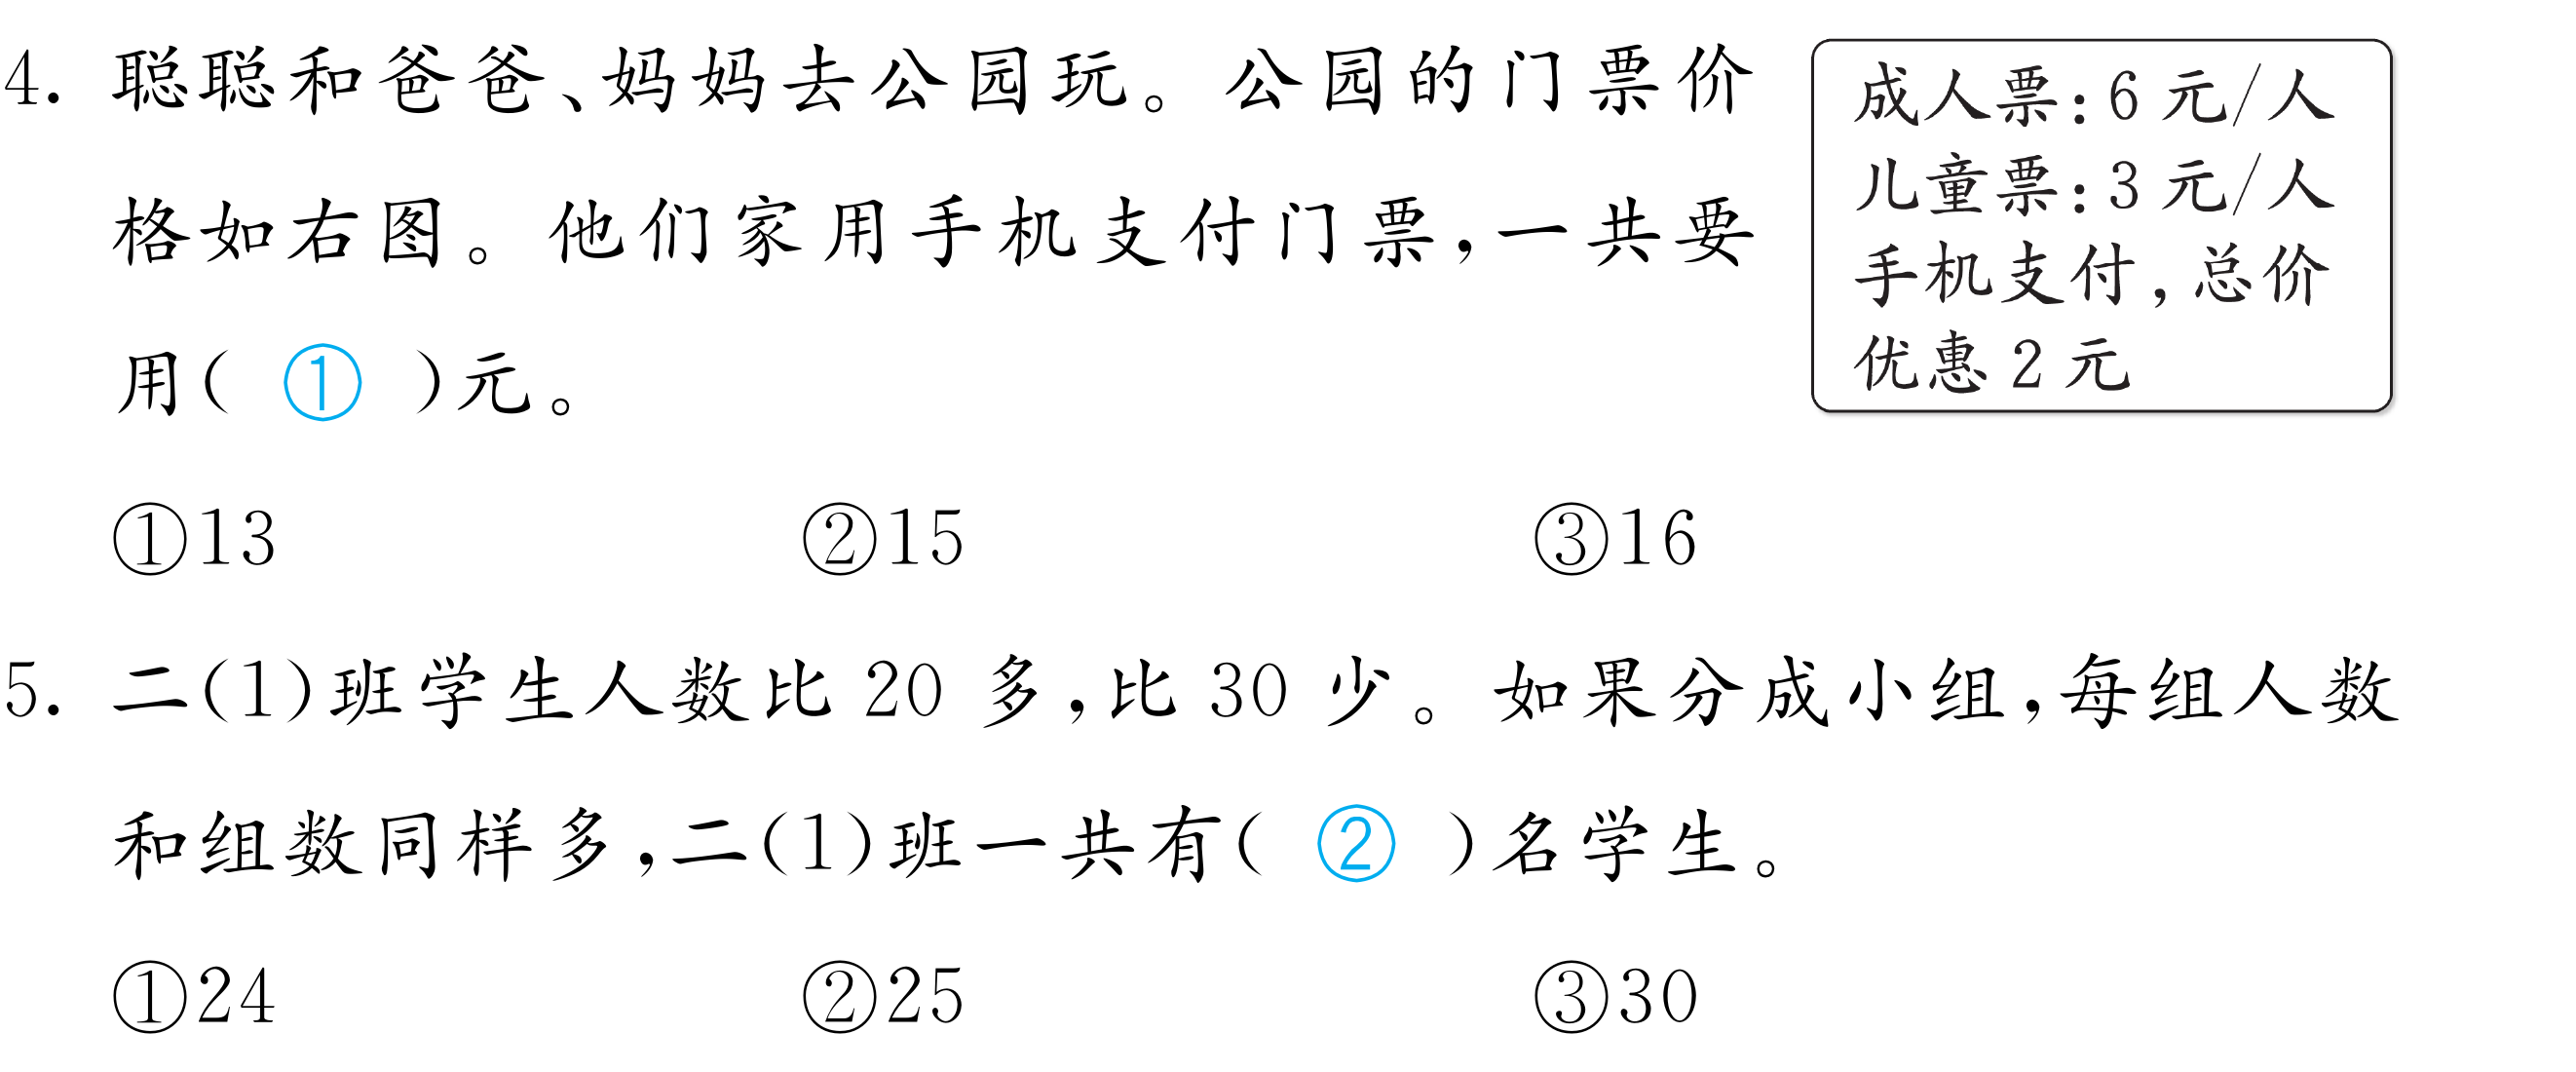 4. 聪聪和爸爸、妈妈去公园玩。公园的门票价
格如右图。他们家用手机支付门票,一共要
用( ① )元。
成人票:6 元/人
儿童票:3 元/人
手机支付,总价
优惠 2 元
①13 ②15 ③16
5. 二(1)班学生人数比 20 多,比 30 少。如果分成小组,每组人数
和组数同样多,二(1)班一共有( ② )名学生。
①24 ②25 ③30